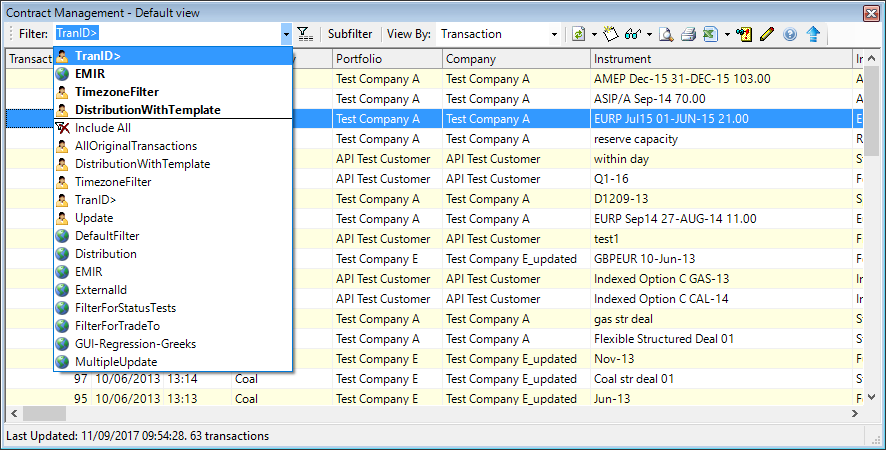 Contract Management - Default view
Filter: TranID> Subfilter View By: Transaction
Transact y Portfolio Company Instrument In
TranID>
EMIR
TimezoneFilter
DistributionWithTemplate
Include All
AllOriginalTransactions
DistributionWithTemplate
TimezoneFilter
TranID>
Update
DefaultFilter
Distribution
EMIR
ExternalId
FilterForStatusTests
FilterForTradeTo
GUI-Regression-Greeks
MultipleUpdate
Test Company A Test Company A AMEP Dec-15 31-DEC-15 103.00 A
Test Company A Test Company A ASIP/A Sep-14 70.00 A
Test Company A Test Company A EURP Jul15 01-JUN-15 21.00 E
Test Company A Test Company A reserve capacity R
API Test Customer API Test Customer within day S
API Test Customer API Test Customer Q1-16 F
API Test Customer API Test Customer D1209-13 S
Test Company A Test Company A EURP Sep14 27-AUG-14 11.00 E
API Test Customer API Test Customer test1 F
Test Company E Test Company E_updated GBPEUR 10-Jun-13 F
API Test Customer API Test Customer Indexed Option C GAS-13 F
API Test Customer API Test Customer Indexed Option C CAL-14 F
Test Company A Test Company A gas str deal S
Test Company A Test Company A Flexible Structured Deal 01 S
Test Company E Test Company E_updated Nov-13 F
97 10/06/2013 13:14 Coal Test Company E Test Company E_updated Coal str deal 01 S
95 10/06/2013 13:13 Coal Test Company E Test Company E_updated Jun-13 F
Last Updated: 11/09/2017 09:54:28. 63 transactions